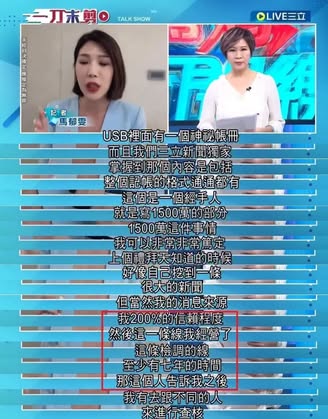 一刀未剪
TALK SHOW
LIVE三立
記者
馬郁雯
USB裡面有一個神祕帳冊
而且我們三立新聞獨家
掌握到那個內容是包括
整個記帳的格式通通都有
這個是一個經手人
就是寫1500萬的部分
1500萬這件事情
我可以非常非常篤定
上個禮拜天知道的時候
好像自己挖到一條
很大的新聞
但當然我的消息來源
我200%的信賴程度
然後這一條線我經營了
這條檢調的線
至少有七年的時間
那這個人告訴我之後
我有去跟不同的人
來進行查核